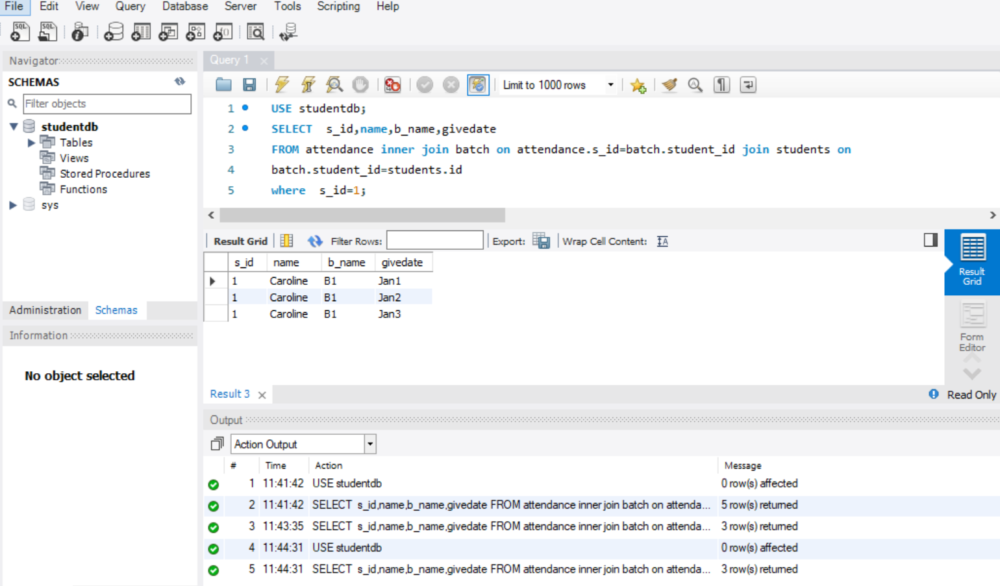 File Edit View Query Database Server Tools Scripting Help
SQL SQL
Navigator
SCHEMAS
Filter objects
studentdb
Tables
Views
Stored Procedures
Functions
sys
Administration Schemas
Information
No object selected
Query 1
Limit to 1000 rows
1 USE studentdb;
2 SELECT s_id,name,b_name,givedate
3 FROM attendance inner join batch on attendance.s_id=batch.student_id join students on
4 batch.student_id=students.id
5 where s_id=1;
Result Grid Filter Rows: Export: Wrap Cell Content:
s_id name b_name givedate
1 Caroline B1 Jan1
1 Caroline B1 Jan2
1 Caroline B1 Jan3
Result Grid
Form Editor
Result 3
Read Only
Output
Action Output
# Time Action Message
1 11:41:42 USE studentdb 0 row(s) affected
2 11:41:42 SELECT s_id,name,b_name,givedate FROM attendance inner join batch on attenda... 5 row(s) returned
3 11:43:35 SELECT s_id,name,b_name,givedate FROM attendance inner join batch on attenda... 3 row(s) returned
4 11:44:31 USE studentdb 0 row(s) affected
5 11:44:31 SELECT s_id,name,b_name,givedate FROM attendance inner join batch on attenda... 3 row(s) returned